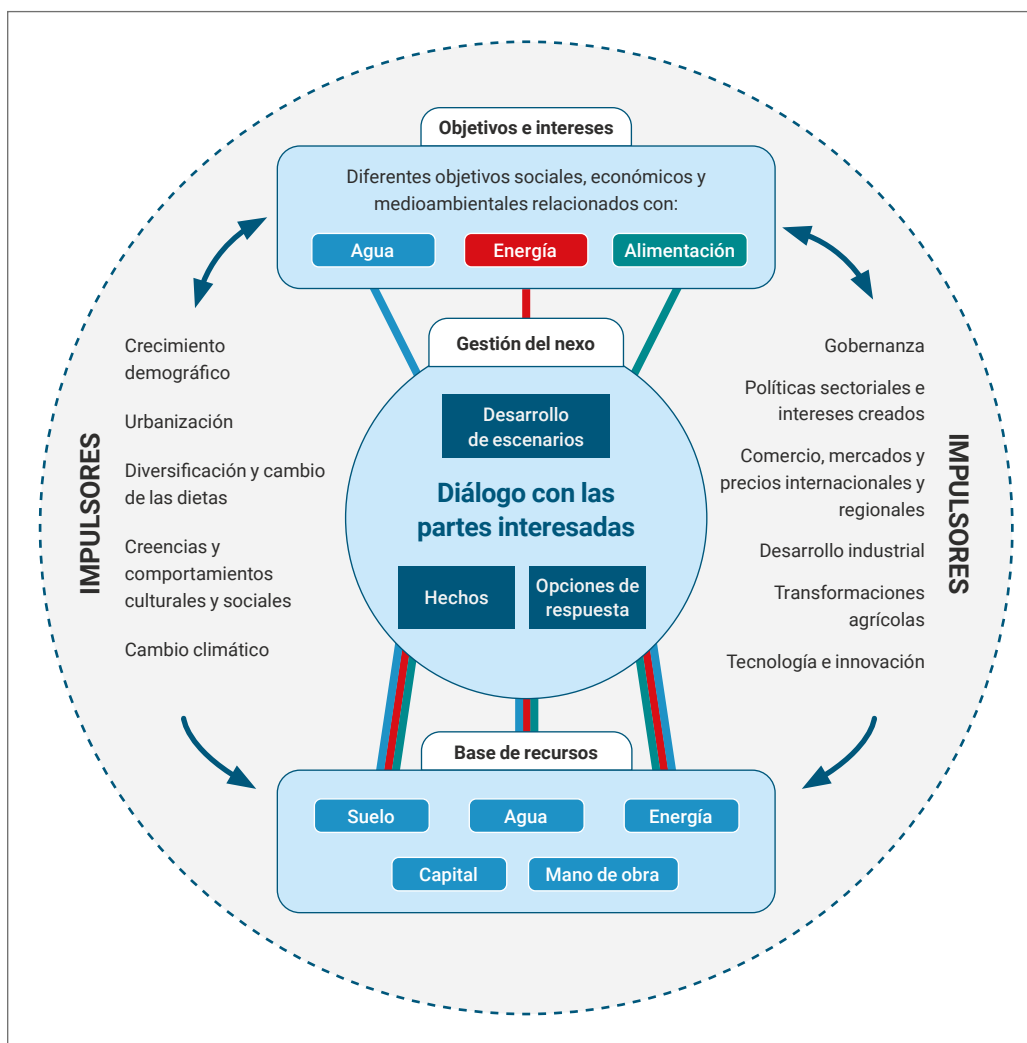 Objetivos e intereses
Diferentes objetivos sociales, económicos y
medioambientales relacionados con:
Agua
Energía
Alimentación
Gestión del nexo
Desarrollo
de escenarios
Diálogo con las
partes interesadas
Hechos
Opciones de
respuesta
IMPULSORES
Crecimiento
demográfico
Urbanización
Diversificación y cambio
de las dietas
Creencias y
comportamientos
culturales y sociales
Cambio climático
Gobernanza
Políticas sectoriales e
intereses creados
Comercio, mercados y
precios internacionales y
regionales
Desarrollo industrial
Transformaciones
agrícolas
Tecnología e innovación
IMPULSORES
Base de recursos
Suelo
Agua
Energía
Capital
Mano de obra